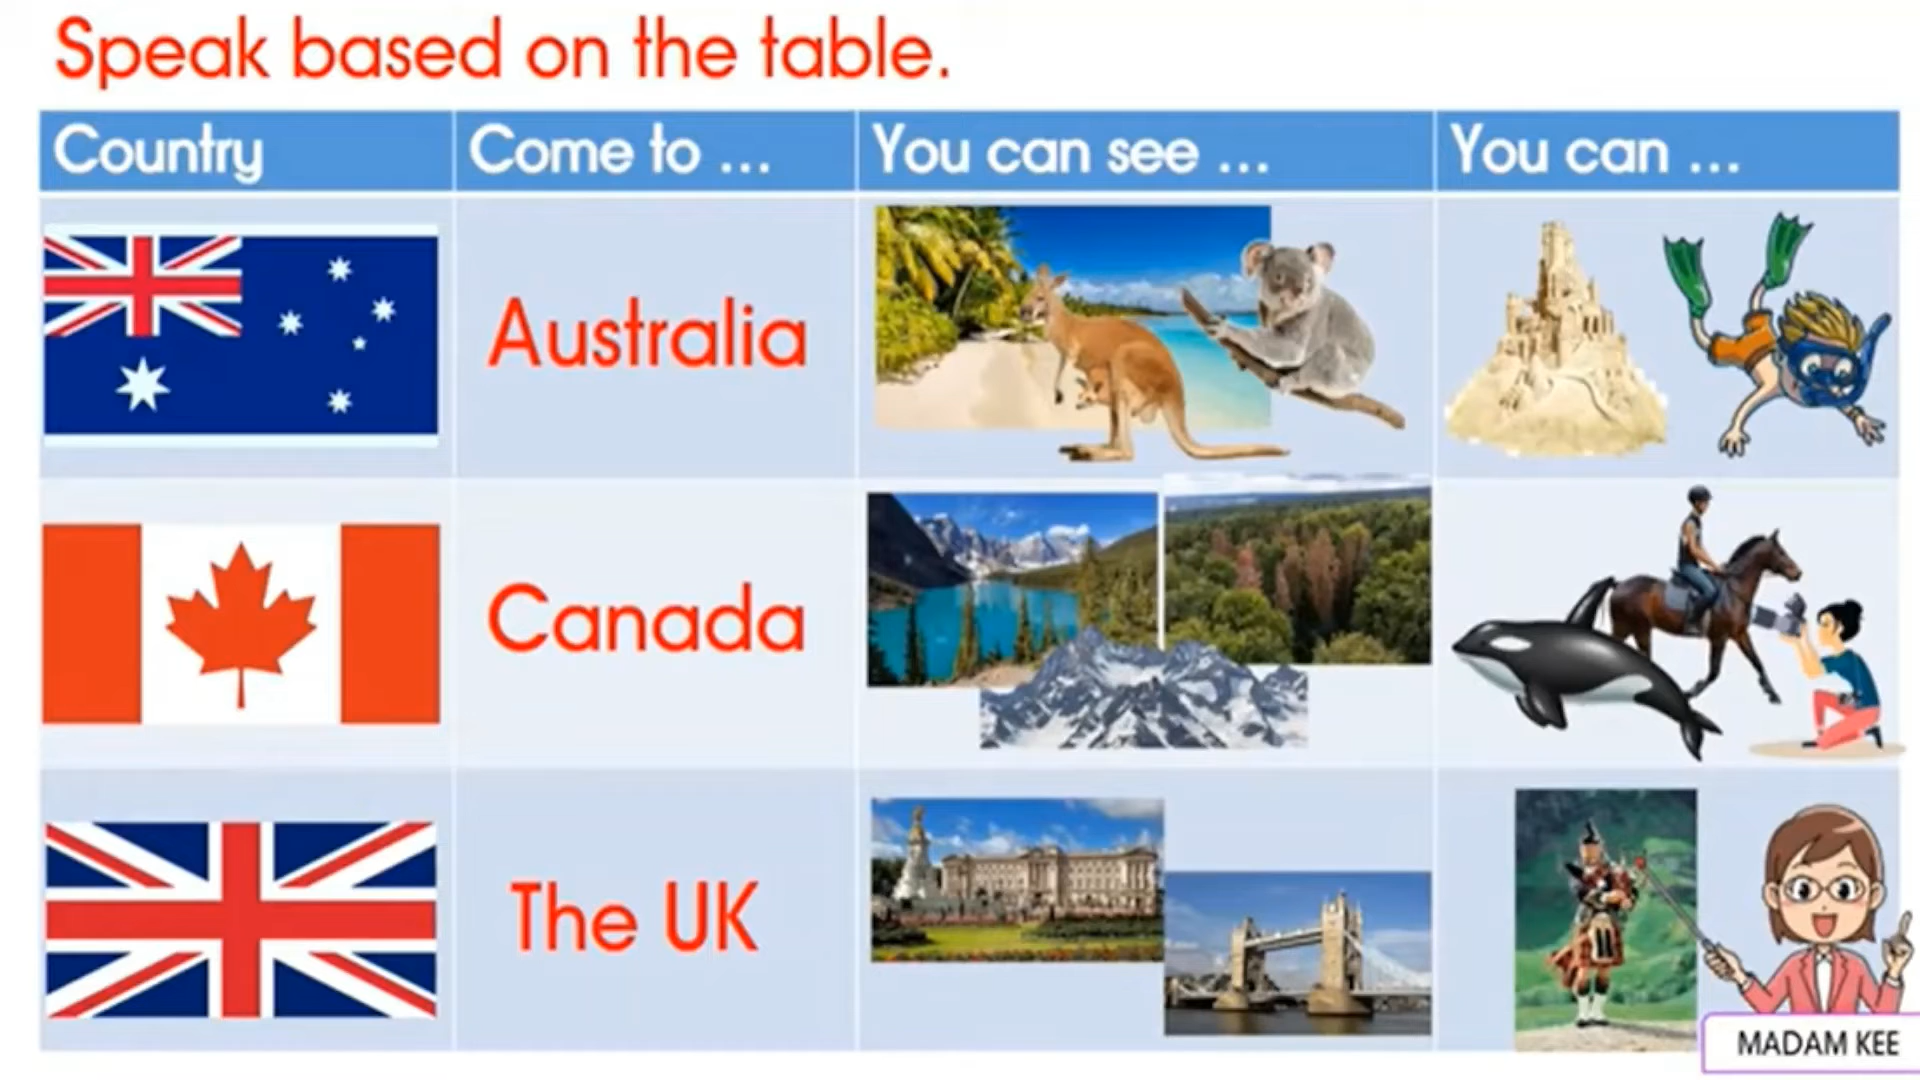 Speak based on the table.
Country
Come to ...
You can see ...
You can ...
Australia
Canada
The UK
MADAM KEE